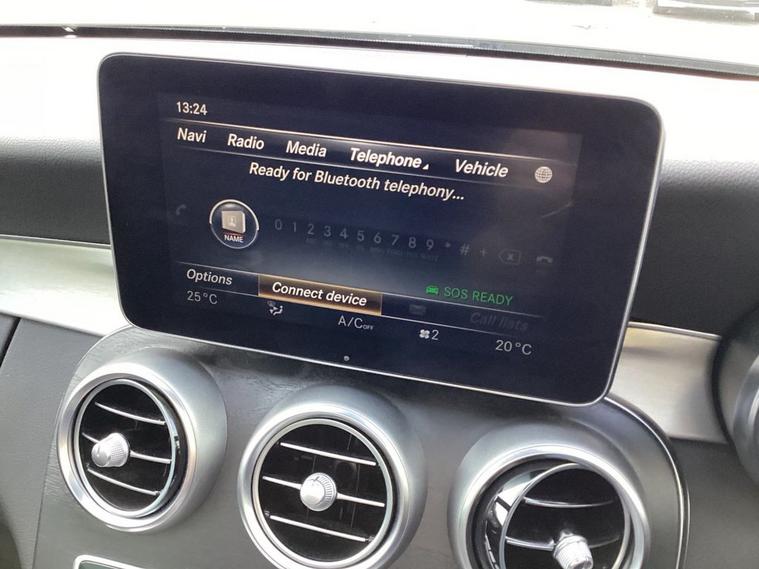 13:24
Navi Radio Media Telephone Vehicle
Ready for Bluetooth telephony...
NAME
0 1 2 3 4 5 6 7 8 9 * # +
Options Connect device SOS READY
Call lists
25°C A/C OFF 2 20°C